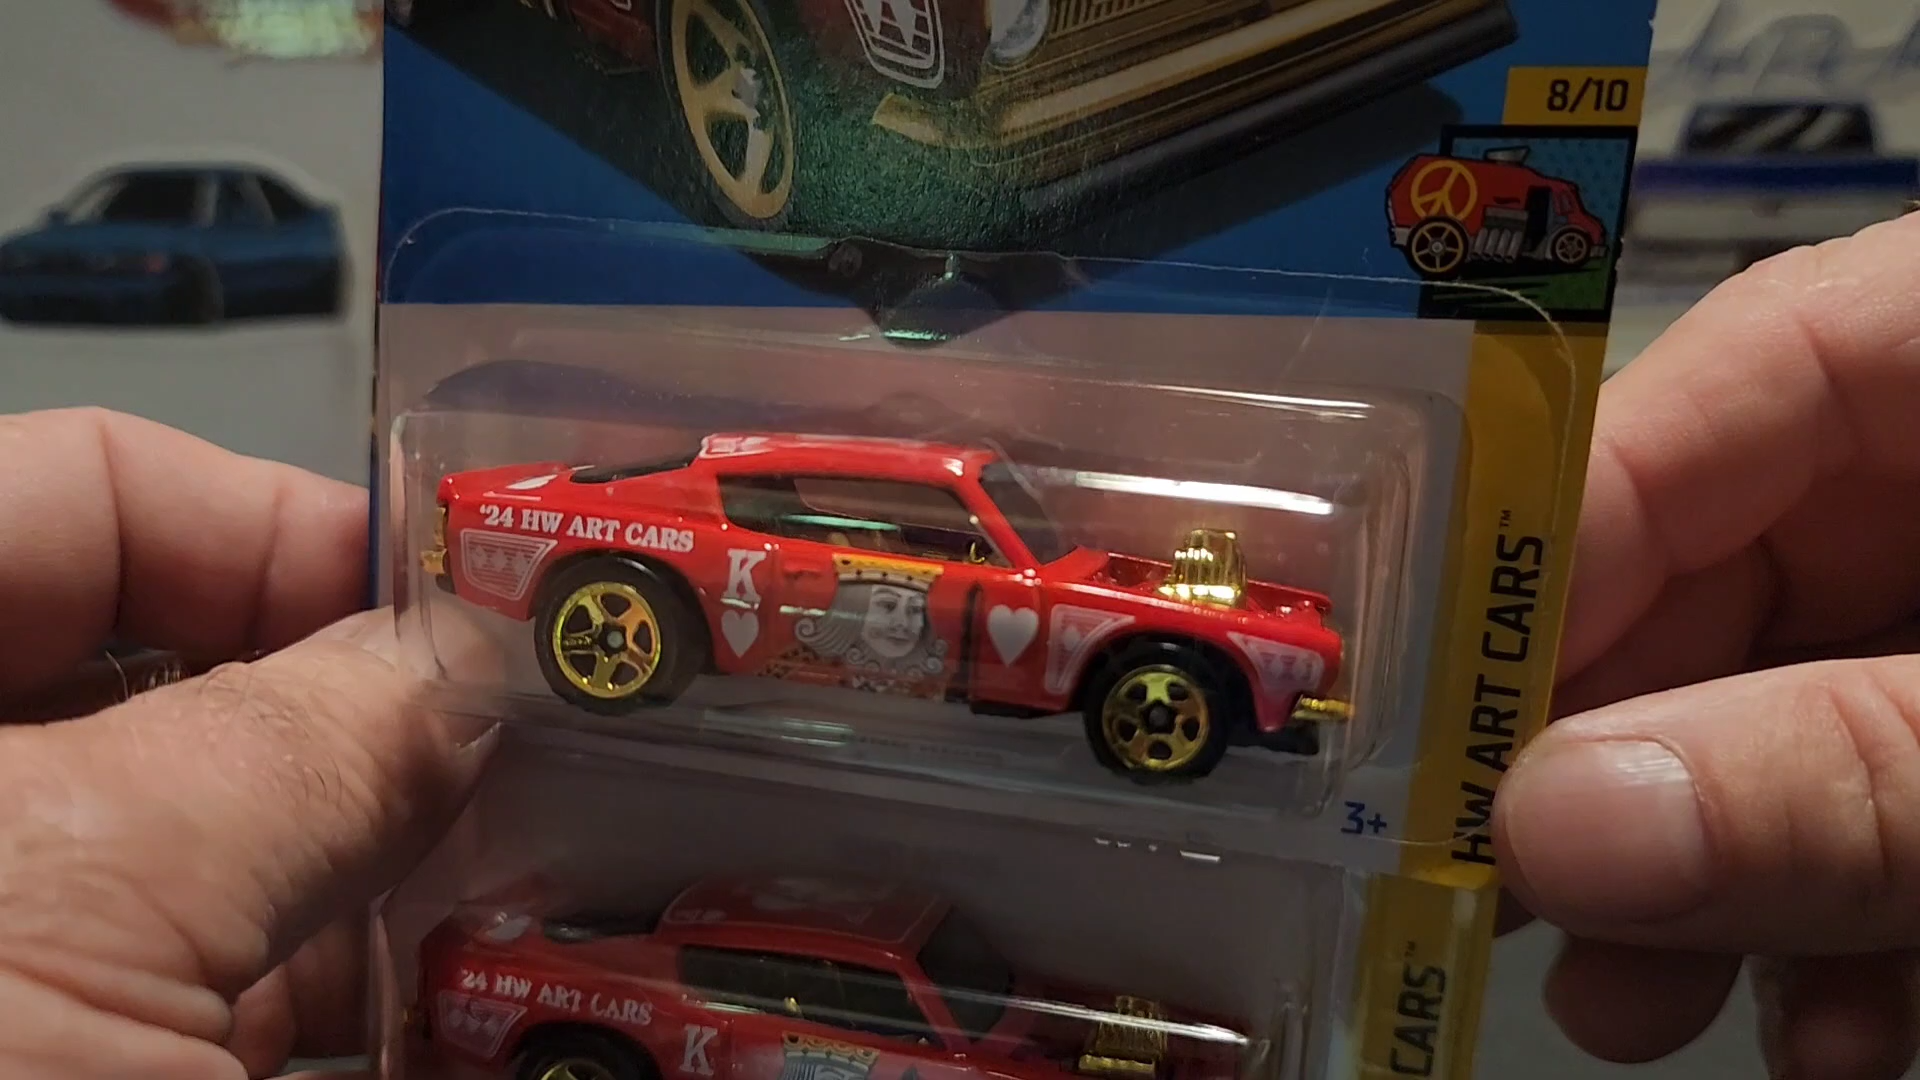 8/10
'24 HW ART CARS
K
3+
HW ART CARS™
'24 HW ART CARS
K
CARS™